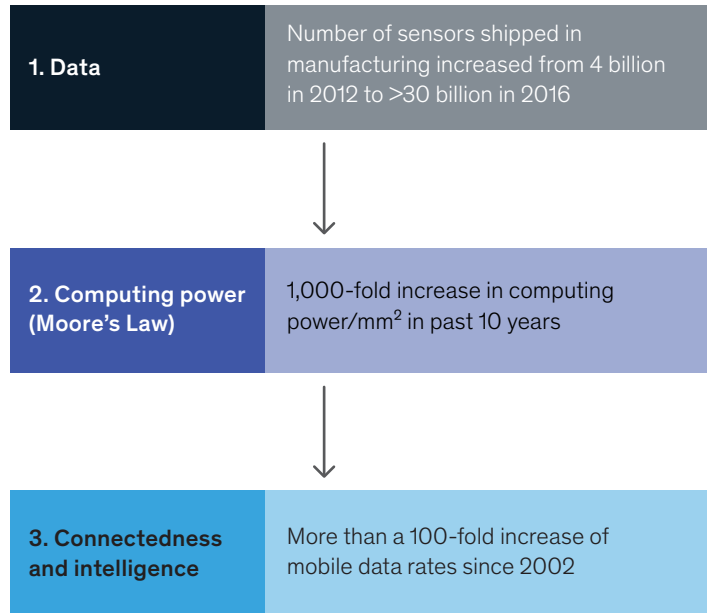 1. Data
Number of sensors shipped in
manufacturing increased from 4 billion
in 2012 to >30 billion in 2016
2. Computing power
(Moore’s Law)
1,000-fold increase in computing
power/mm² in past 10 years
3. Connectedness
and intelligence
More than a 100-fold increase of
mobile data rates since 2002